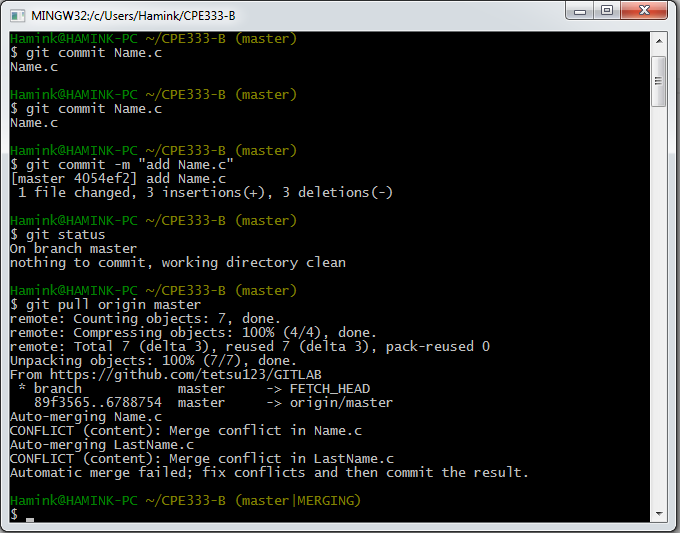 MINGW32:/c/Users/Hamink/CPE333-B
Hamink@HAMINK-PC ~/CPE333-B (master)
$ git commit Name.c
Name.c
Hamink@HAMINK-PC ~/CPE333-B (master)
$ git commit Name.c
Name.c
Hamink@HAMINK-PC ~/CPE333-B (master)
$ git commit -m "add Name.c"
[master 4054ef2] add Name.c
 1 file changed, 3 insertions(+), 3 deletions(-)
Hamink@HAMINK-PC ~/CPE333-B (master)
$ git status
On branch master
nothing to commit, working directory clean
Hamink@HAMINK-PC ~/CPE333-B (master)
$ git pull origin master
remote: Counting objects: 7, done.
remote: Compressing objects: 100% (4/4), done.
remote: Total 7 (delta 3), reused 7 (delta 3), pack-reused 0
Unpacking objects: 100% (7/7), done.
From https://github.com/tetsu123/GITLAB
 * branch            master     -> FETCH_HEAD
   89f3565..6788754  master     -> origin/master
Auto-merging Name.c
CONFLICT (content): Merge conflict in Name.c
Auto-merging LastName.c
CONFLICT (content): Merge conflict in LastName.c
Automatic merge failed; fix conflicts and then commit the result.
Hamink@HAMINK-PC ~/CPE333-B (master|MERGING)
$